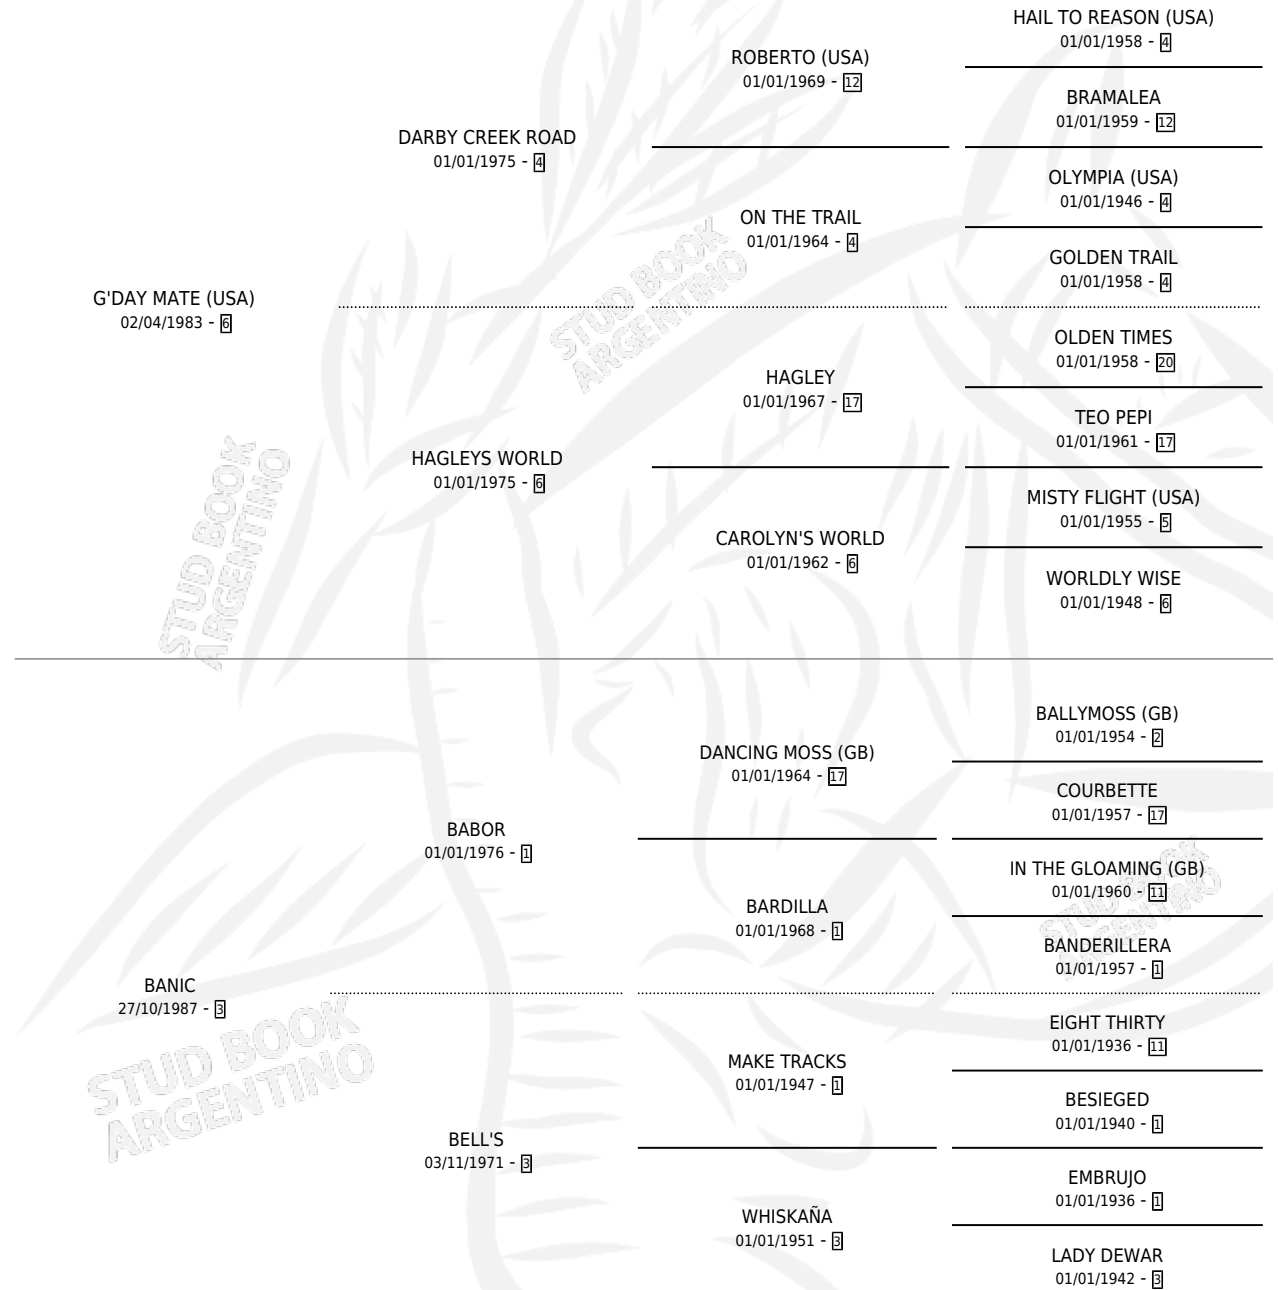 HAIL TO REASON (USA)
01/01/1958 - 4
ROBERTO (USA)
01/01/1969 - 12
BRAMALEA
01/01/1959 - 12
DARBY CREEK ROAD
01/01/1975 - 4
OLYMPIA (USA)
01/01/1946 - 4
ON THE TRAIL
01/01/1964 - 4
GOLDEN TRAIL
01/01/1958 - 4
G'DAY MATE (USA)
02/04/1983 - 6
OLDEN TIMES
01/01/1958 - 20
HAGLEY
01/01/1967 - 17
TEO PEPI
01/01/1961 - 17
HAGLEYS WORLD
01/01/1975 - 6
MISTY FLIGHT (USA)
01/01/1955 - 5
CAROLYN'S WORLD
01/01/1962 - 6
WORLDLY WISE
01/01/1948 - 6
STUD BOOK
ARGENTINO
STUD BOOK
ARGENTINO
BALLYMOSS (GB)
01/01/1954 - 2
DANCING MOSS (GB)
01/01/1964 - 17
COURBETTE
01/01/1957 - 17
BABOR
01/01/1976 - 1
IN THE GLOAMING (GB)
01/01/1960 - 11
BARDILLA
01/01/1968 - 1
BANDERILLERA
01/01/1957 - 1
BANIC
27/10/1987 - 3
EIGHT THIRTY
01/01/1936 - 11
MAKE TRACKS
01/01/1947 - 1
BESIEGED
01/01/1940 - 1
BELL'S
03/11/1971 - 3
EMBRUJO
01/01/1936 - 1
WHISKAÑA
01/01/1951 - 3
LADY DEWAR
01/01/1942 - 3
STUD BOOK
ARGENTINO
STUD BOOK
ARGENTINO